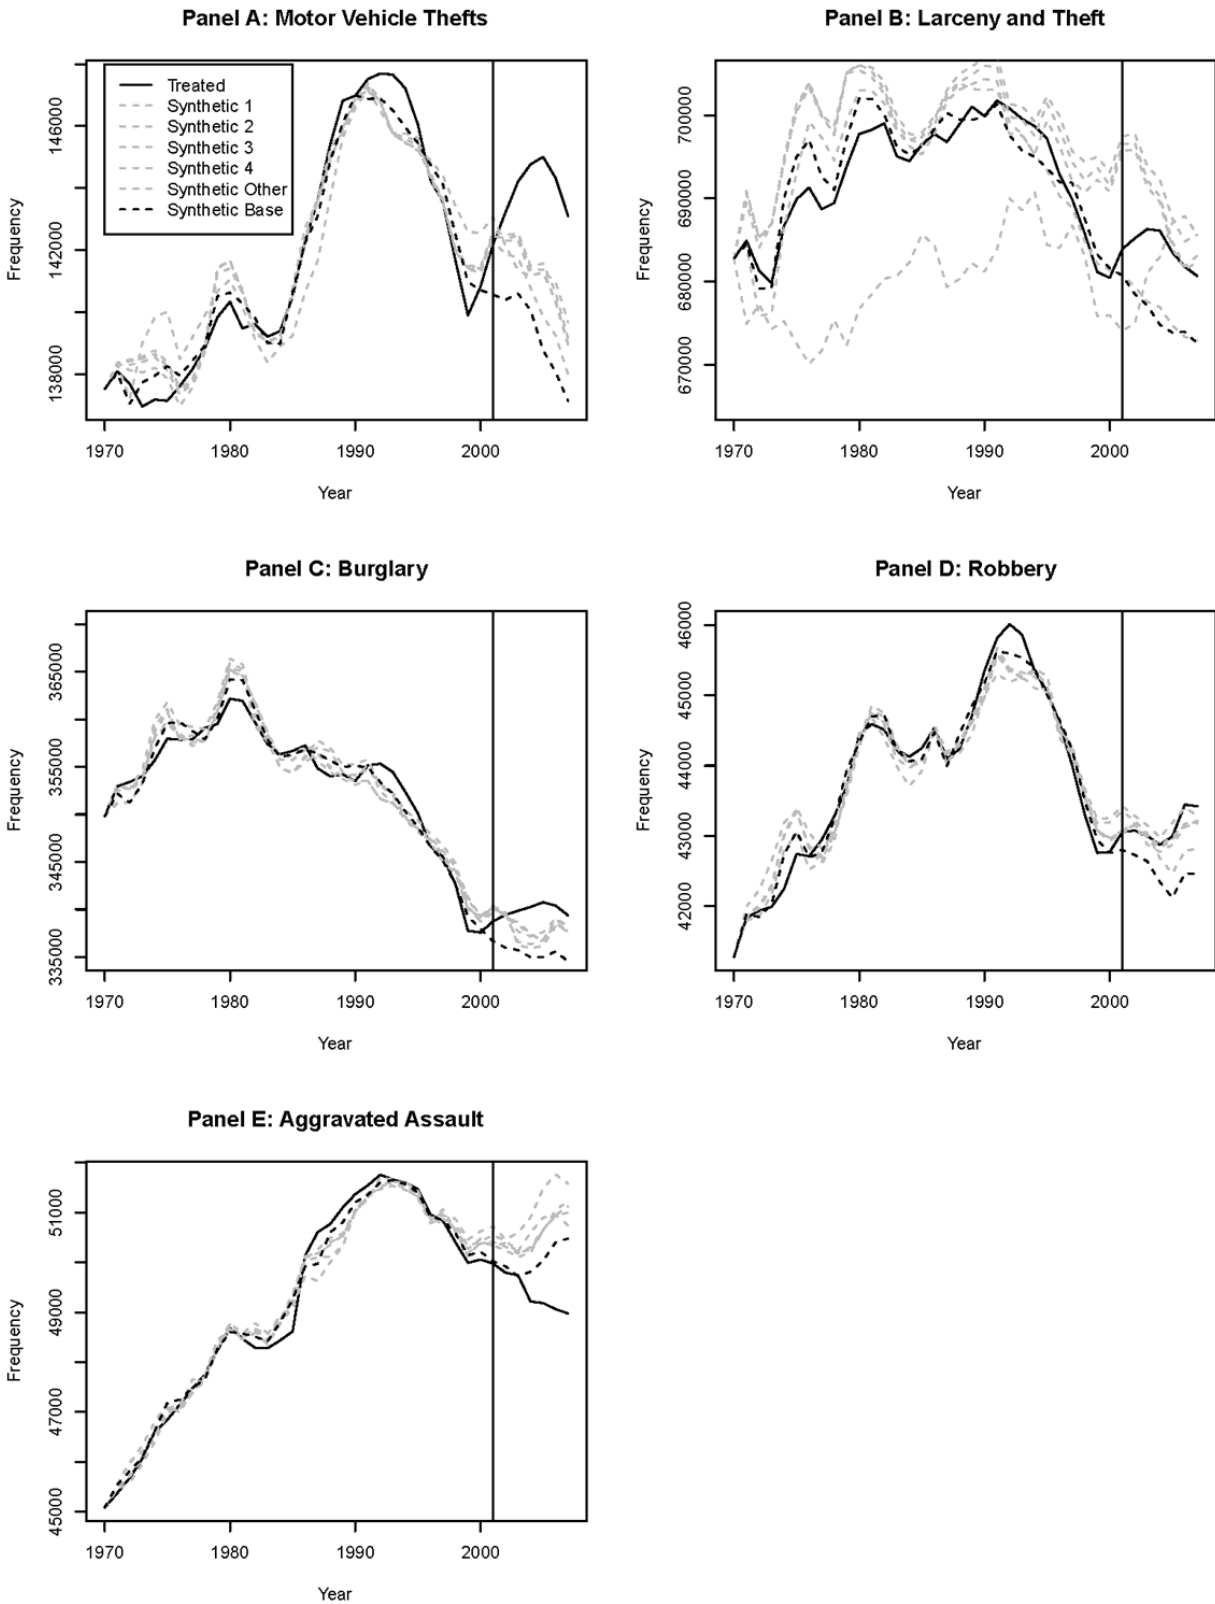 Panel A: Motor Vehicle Thefts
Frequency
138000
142000
146000
Treated
Synthetic 1
Synthetic 2
Synthetic 3
Synthetic 4
Synthetic Other
Synthetic Base
1970
1980
1990
2000
Year
Panel B: Larceny and Theft
Frequency
670000
680000
690000
700000
1970
1980
1990
2000
Year
Panel C: Burglary
Frequency
335000
345000
355000
365000
1970
1980
1990
2000
Year
Panel D: Robbery
Frequency
42000
43000
44000
45000
46000
1970
1980
1990
2000
Year
Panel E: Aggravated Assault
Frequency
45000
47000
49000
51000
1970
1980
1990
2000
Year